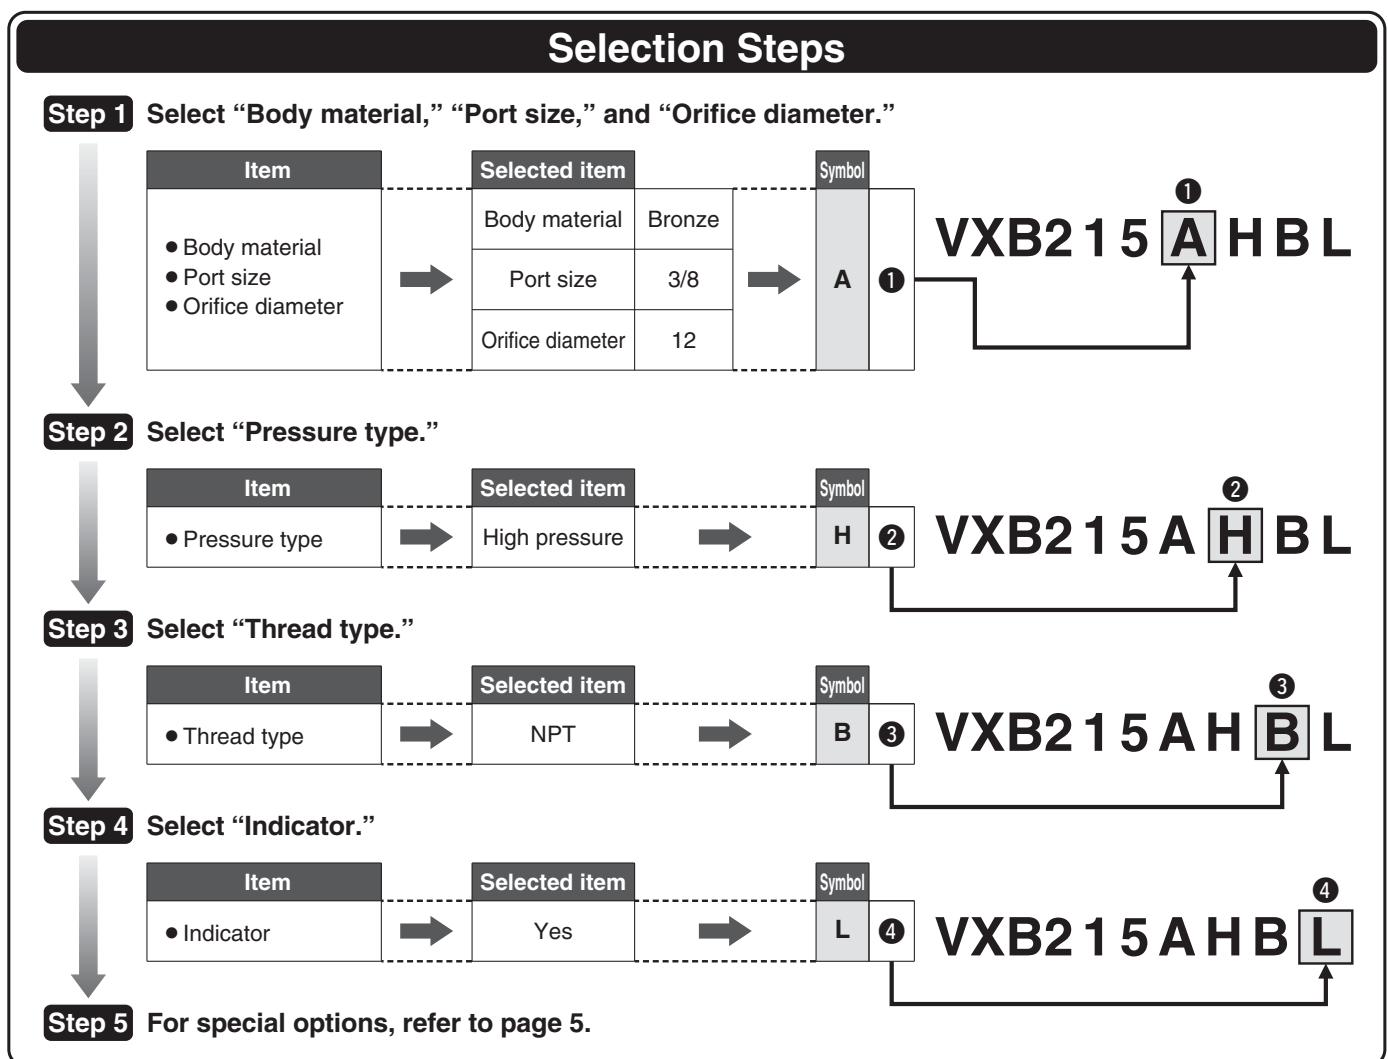 Selection Steps
Step 1 Select “Body material,” “Port size,” and “Orifice diameter.”
Item Selected item Symbol
● Body material
● Port size
● Orifice diameter
Body material Bronze
Port size 3/8
Orifice diameter 12
A ❶
❶
VXB215AHBL
Step 2 Select “Pressure type.”
Item Selected item Symbol
● Pressure type High pressure H ❷
❷
VXB215AHBL
Step 3 Select “Thread type.”
Item Selected item Symbol
● Thread type NPT B ❸
❸
VXB215AHBL
Step 4 Select “Indicator.”
Item Selected item Symbol
● Indicator Yes L ❹
❹
VXB215AHBL
Step 5 For special options, refer to page 5.